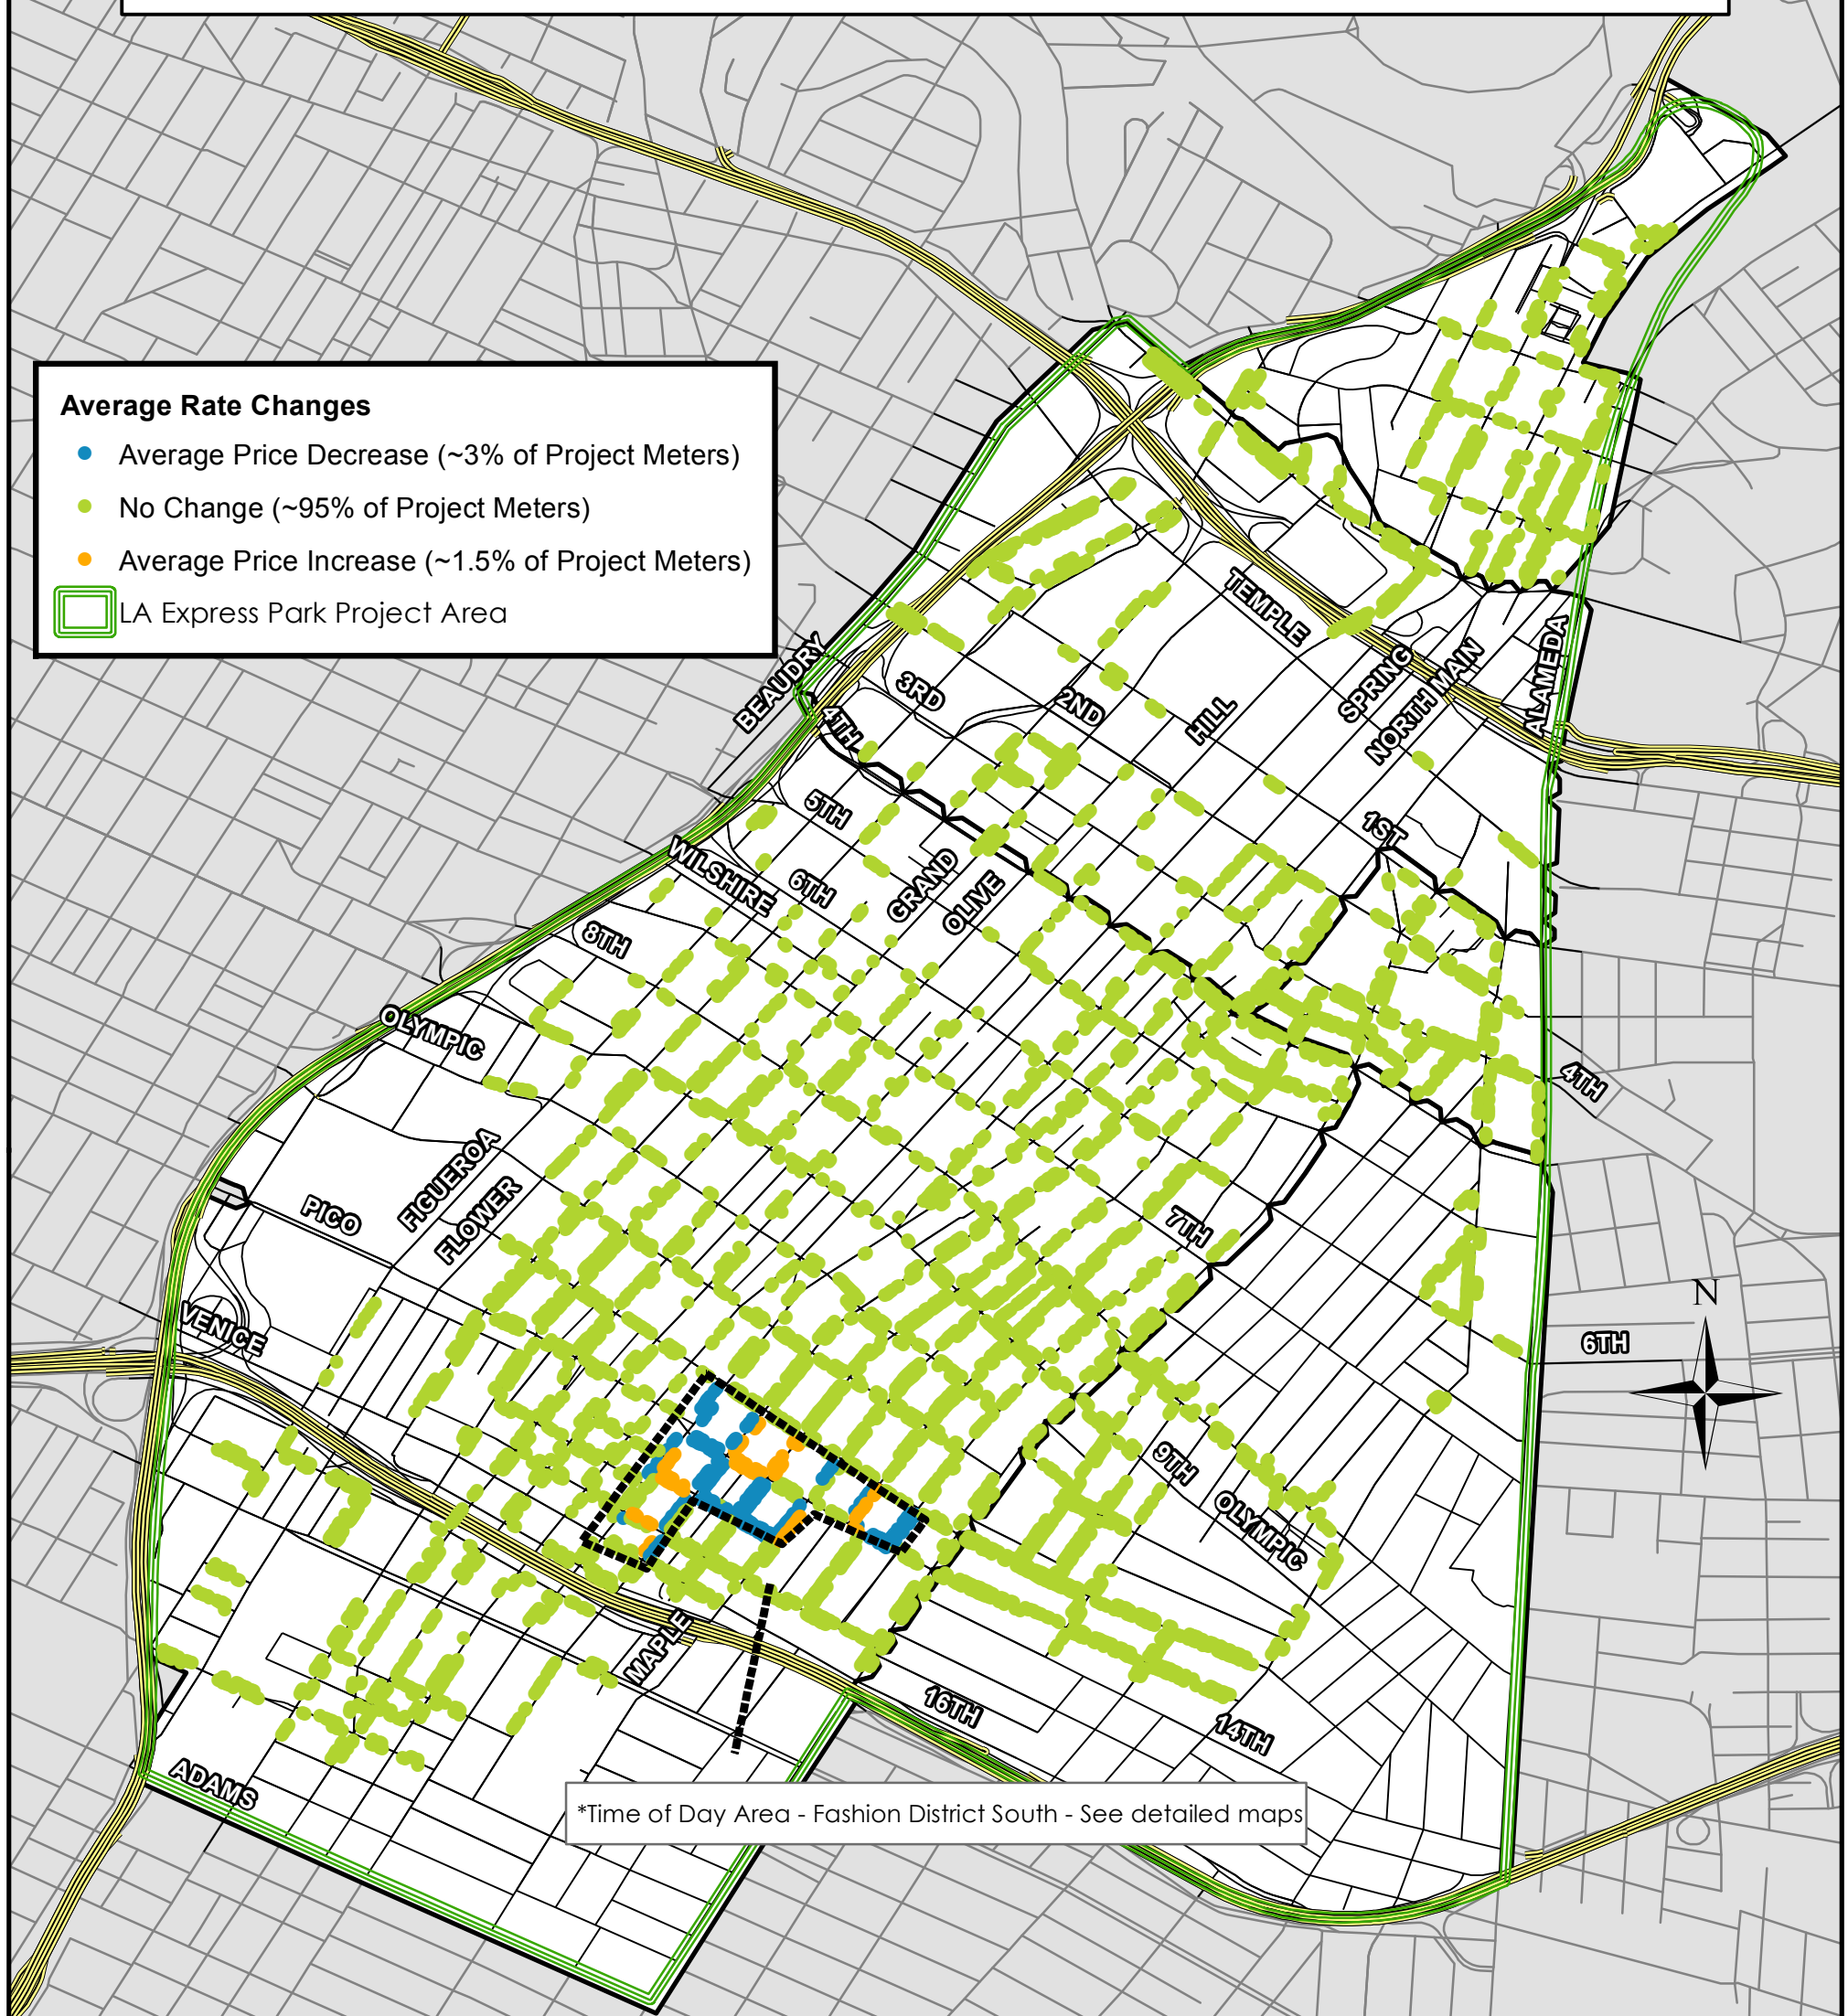 Average Rate Changes
Average Price Decrease (~3% of Project Meters)
No Change (~95% of Project Meters)
Average Price Increase (~1.5% of Project Meters)
LA Express Park Project Area
TEMPLE
BEAUDRY
3RD
2ND
HILL
SPRING
NORTH MAIN
ALAMEDA
4TH
5TH
1ST
WILSHIRE
6TH
GRAND
OLIVE
8TH
OLYMPIC
4TH
FIGUEROA
FLOWER
PICO
7TH
VENICE
N
6TH
9TH
OLYMPIC
MAPLE
16TH
14TH
ADAMS
*Time of Day Area - Fashion District South - See detailed maps